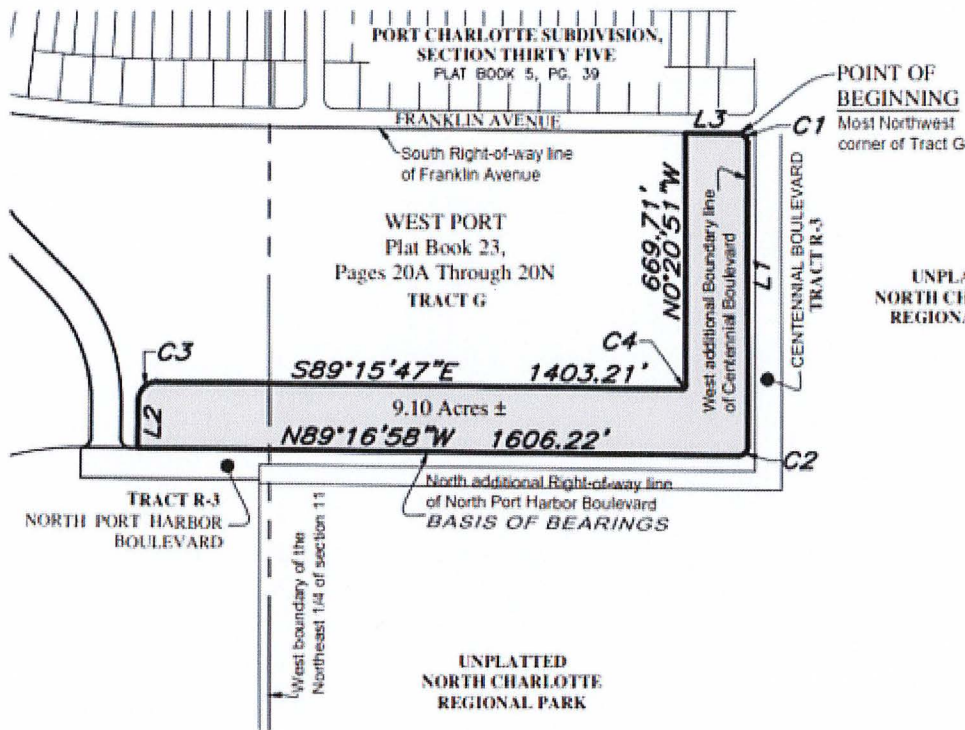 PORT CHARLOTTE SUBDIVISION,
SECTION THIRTY FIVE
PLAT BOOK 5, PG. 39
POINT OF
BEGINNING
Most Northwest
corner of Tract G
FRANKLIN AVENUE
L3
C1
South Right-of-way line
of Franklin Avenue
WEST PORT
Plat Book 23,
Pages 20A Through 20N
TRACT G
669.71'
N0°20'51"W
West additional Boundary line
of Centennial Boulevard
L1
CENTENNIAL BOULEVARD
TRACT R-3
UNPLA
NORTH CH
REGIONA
C3
C4
S89°15'47"E 1403.21'
L2
9.10 Acres ±
N89°16'58"W 1606.22'
C2
North additional Right-of-way line
of North Port Harbor Boulevard
BASIS OF BEARINGS
TRACT R-3
NORTH PORT HARBOR
BOULEVARD
West boundary of the
Northeast 1/4 of section 11
UNPLATTED
NORTH CHARLOTTE
REGIONAL PARK